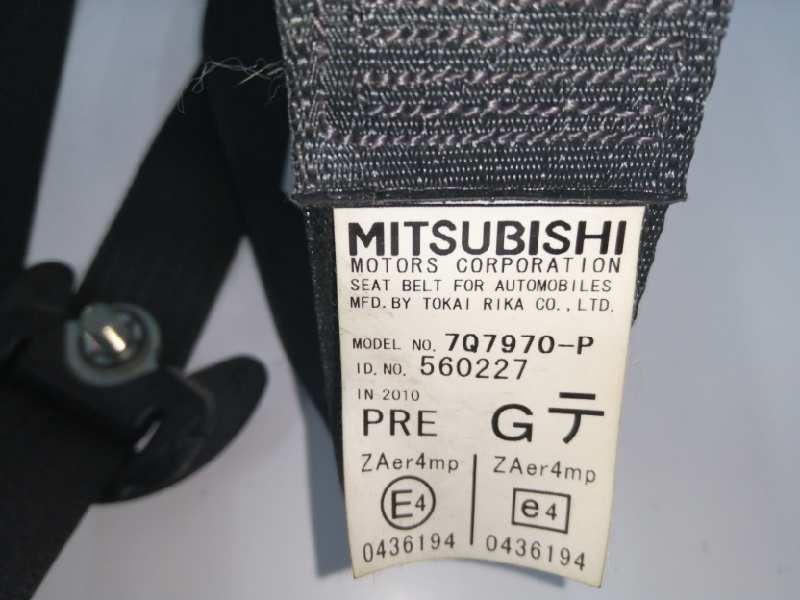 MITSUBISHI
MOTORS CORPORATION
SEAT BELT FOR AUTOMOBILES
MFD. BY TOKAI RIKA CO., LTD.
MODEL NO. 7Q7970-P
ID. NO. 560227
IN 2010
PRE G テ
ZAer4mp ZAer4mp
E4 e4
0436194 0436194